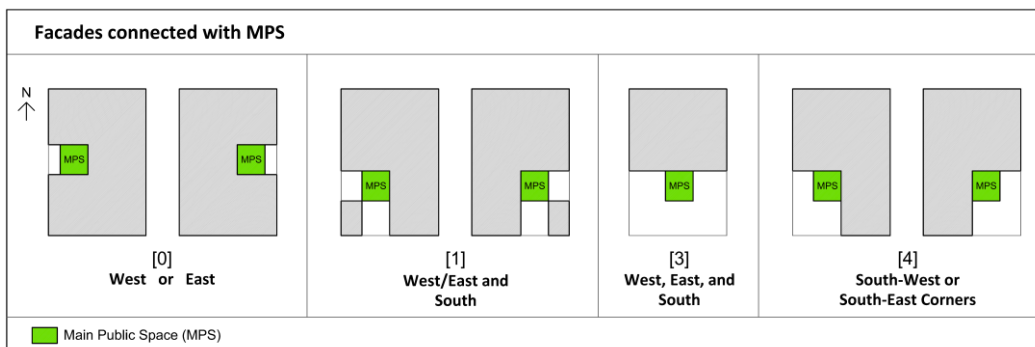 Facades connected with MPS
N
MPS
MPS
MPS
MPS
MPS
MPS
MPS
[0]
West or East
[1]
West/East and
South
[3]
West, East, and
South
[4]
South-West or
South-East Corners
Main Public Space (MPS)